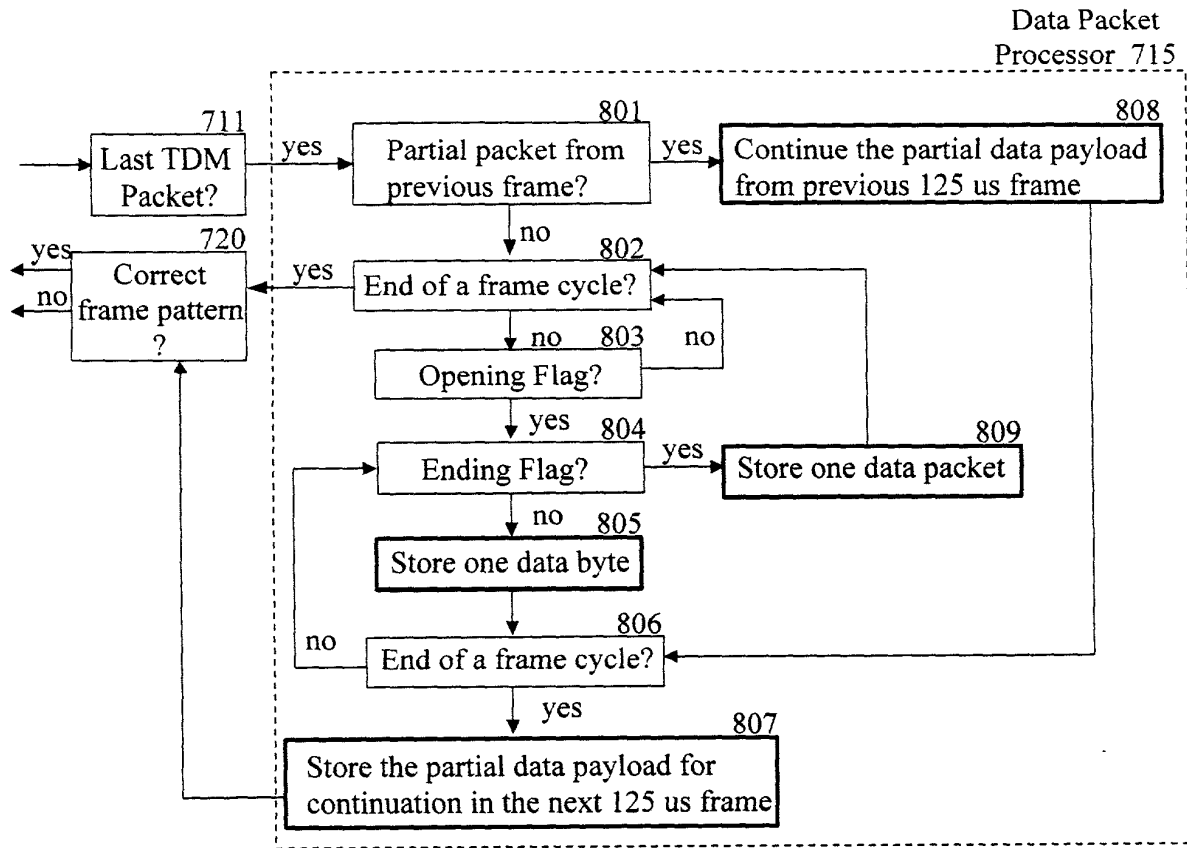 Data Packet
Processor 715
711
Last TDM
Packet?
yes
801
Partial packet from
previous frame?
yes
808
Continue the partial data payload
from previous 125 us frame
no
720
Correct
frame pattern
?
yes
no
yes
802
End of a frame cycle?
no
803
Opening Flag?
no
yes
804
Ending Flag?
yes
809
Store one data packet
no
805
Store one data byte
806
End of a frame cycle?
no
yes
807
Store the partial data payload for
continuation in the next 125 us frame